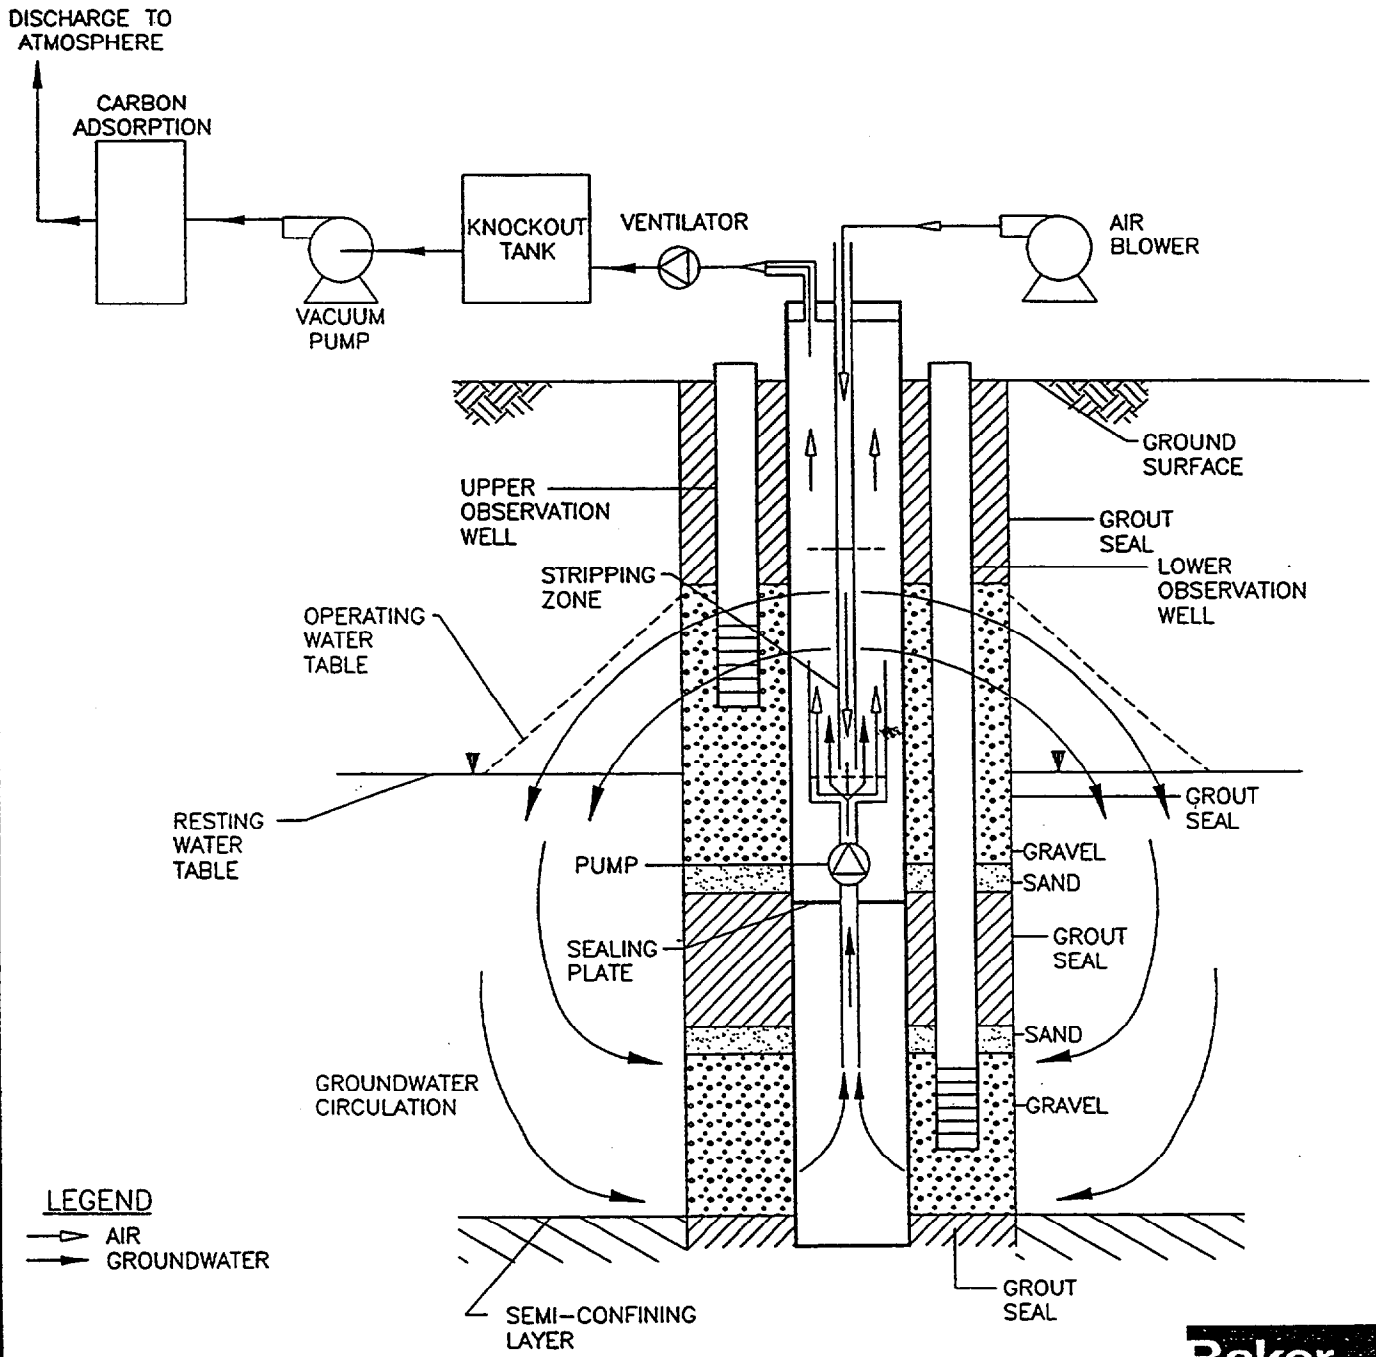 DISCHARGE TO
ATMOSPHERE
CARBON
ADSORPTION
KNOCKOUT
TANK
VENTILATOR
AIR
BLOWER
VACUUM
PUMP
GROUND
SURFACE
UPPER
OBSERVATION
WELL
GROUT
SEAL
STRIPPING
ZONE
LOWER
OBSERVATION
WELL
OPERATING
WATER
TABLE
RESTING
WATER
TABLE
GROUT
SEAL
PUMP
GRAVEL
SAND
SEALING
PLATE
GROUT
SEAL
SAND
GROUNDWATER
CIRCULATION
GRAVEL
LEGEND
AIR
GROUNDWATER
SEMI-CONFINING
LAYER
GROUT
SEAL
Baker